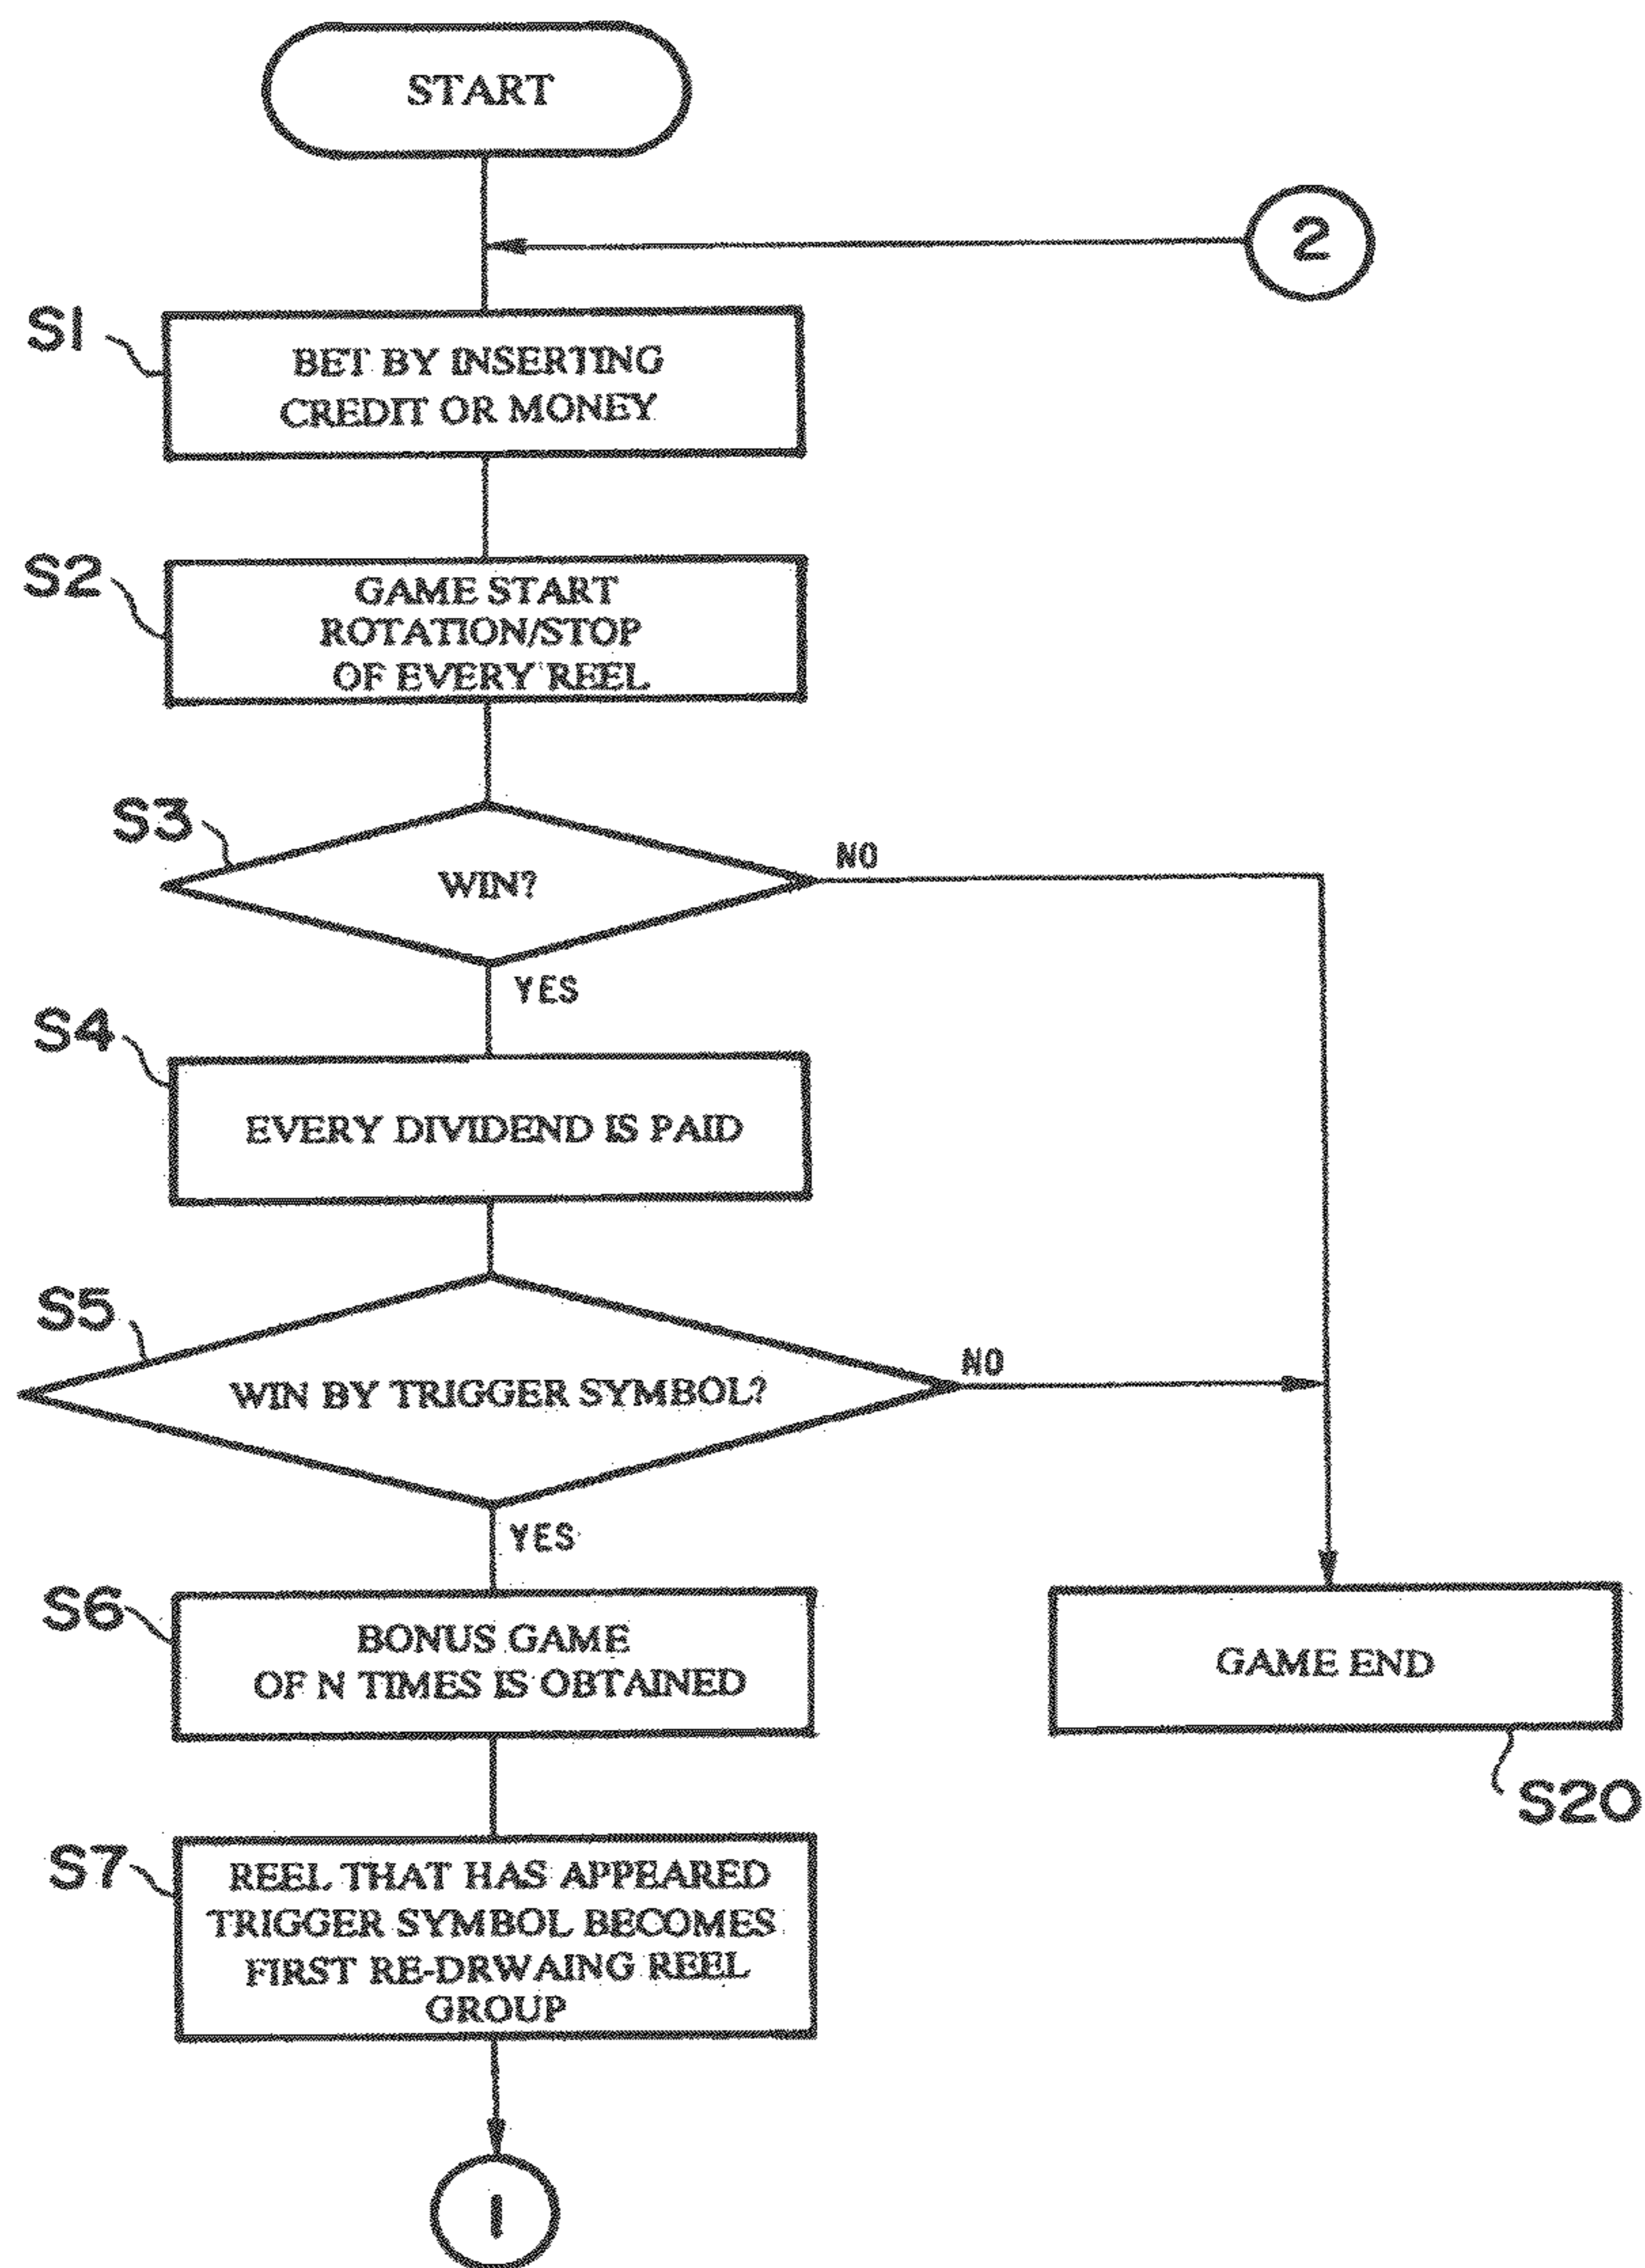 START
2
S1
BET BY INSERTING
CREDIT OR MONEY
S2
GAME START
ROTATION/STOP
OF EVERY REEL
S3
WIN?
NO
YES
S4
EVERY DIVIDEND IS PAID
S5
WIN BY TRIGGER SYMBOL?
NO
YES
S6
BONUS GAME
OF N TIMES IS OBTAINED
GAME END
S20
S7
REEL THAT HAS APPEARED
TRIGGER SYMBOL BECOMES
FIRST RE-DRWAING REEL
GROUP
1